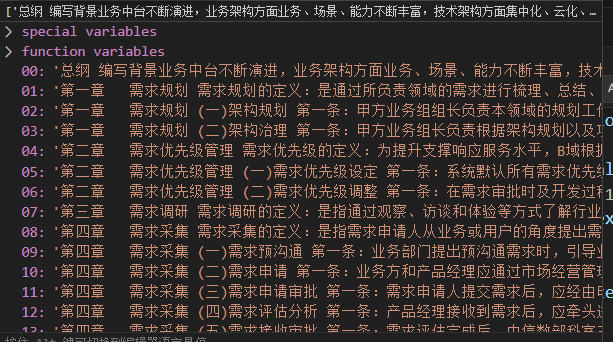 ['总纲 编写背景业务中台不断演进，业务架构方面业务、场景、能力不断丰富，技术架构方面集中化、云化、…
special variables
function variables
00: '总纲 编写背景业务中台不断演进，业务架构方面业务、场景、能力不断丰富，技术
01: '第一章 需求规划 需求规划的定义：是通过所负责领域的需求进行梳理、总结、
02: '第一章 需求规划 (一)架构规划 第一条：甲方业务组组长负责本领域的规划工作
03: '第一章 需求规划 (二)架构治理 第一条：甲方业务组长负责根据架构规划以及
04: '第二章 需求优先级管理 需求优先级的定义：为提升支撑响应服务水平，B域根据
05: '第二章 需求优先级管理 (一)需求优先级设定 第一条：系统默认所有需求优先级
06: '第二章 需求优先级管理 (二)需求优先级调整 第一条：在需求审批时及开发过程
07: '第三章 需求调研 需求调研的定义：是指通过观察、访谈和体验等方式了解行业
08: '第四章 需求采集 需求采集的定义：是指需求申请人从业务或用户的角度提出需
09: '第四章 需求采集 (一)需求预沟通 第一条：业务部门提出预沟通需求时，引导业
10: '第四章 需求采集 (二)需求申请 第一条：业务方和产品经理应通过市场经营管理
11: '第四章 需求采集 (三)需求申请审批 第一条：需求申请人提交需求后，应经由
12: '第四章 需求采集 (四)需求评估分析 第一条：产品经理接收到需求后，应牵头
13: '第四章 需求采集 (五)需求接收审批 第一条：需求评估完成后，由信数部科室